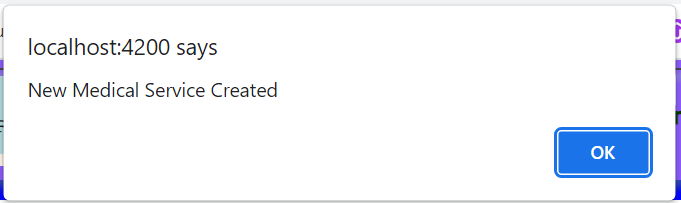 localhost:4200 says
New Medical Service Created
OK